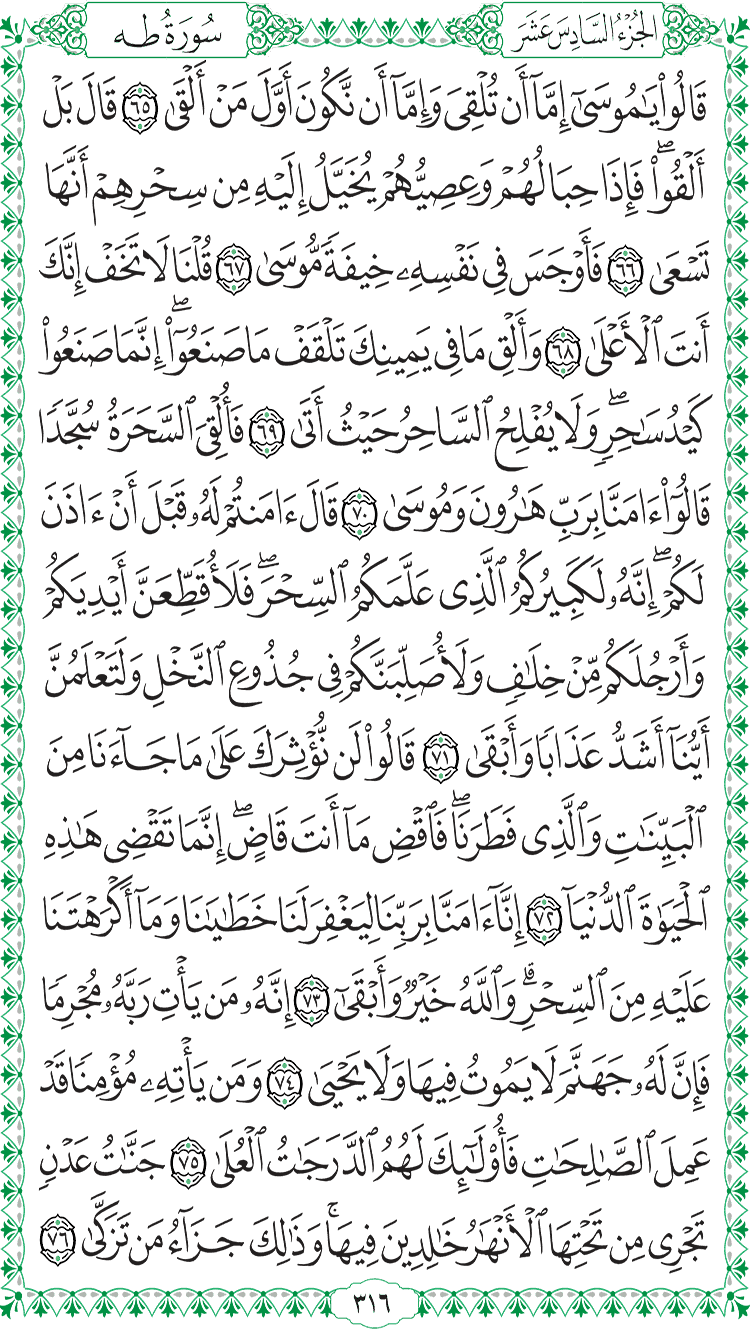 سُورَةُ طه
الجُزْءُ السَّادِسَ عَشَرَ
قَالُوا۟ يَـٰمُوسَىٰٓ إِمَّآ أَن تُلْقِىَ وَإِمَّآ أَن نَّكُونَ أَوَّلَ مَنْ أَلْقَىٰ ٦٥ قَالَ بَلْ
أَلْقُوا۟ ۖ فَإِذَا حِبَالُهُمْ وَعِصِيُّهُمْ يُخَيَّلُ إِلَيْهِ مِن سِحْرِهِمْ أَنَّهَا
تَسْعَىٰ ٦٦ فَأَوْجَسَ فِى نَفْسِهِۦ خِيفَةً مُّوسَىٰ ٦٧ قُلْنَا لَا تَخَفْ إِنَّكَ
أَنتَ ٱلْأَعْلَىٰ ٦٨ وَأَلْقِ مَا فِى يَمِينِكَ تَلْقَفْ مَا صَنَعُوٓا۟ ۖ إِنَّمَا صَنَعُوا۟
كَيْدُ سَـٰحِرٍ ۖ وَلَا يُفْلِحُ ٱلسَّاحِرُ حَيْثُ أَتَىٰ ٦٩ فَأُلْقِىَ ٱلسَّحَرَةُ سُجَّدًا
قَالُوٓا۟ ءَامَنَّا بِرَبِّ هَـٰرُونَ وَمُوسَىٰ ٧٠ قَالَ ءَامَنتُمْ لَهُۥ قَبْلَ أَنْ ءَاذَنَ
لَكُمْ ۖ إِنَّهُۥ لَكَبِيرُكُمُ ٱلَّذِى عَلَّمَكُمُ ٱلسِّحْرَ ۖ فَلَأُقَطِّعَنَّ أَيْدِيَكُمْ
وَأَرْجُلَكُم مِّنْ خِلَـٰفٍ وَلَأُصَلِّبَنَّكُمْ فِى جُذُوعِ ٱلنَّخْلِ وَلَتَعْلَمُنَّ
أَيُّنَآ أَشَدُّ عَذَابًا وَأَبْقَىٰ ٧١ قَالُوا۟ لَن نُّؤْثِرَكَ عَلَىٰ مَا جَآءَنَا مِنَ
ٱلْبَيِّنَـٰتِ وَٱلَّذِى فَطَرَنَا ۖ فَٱقْضِ مَآ أَنتَ قَاضٍ ۖ إِنَّمَا تَقْضِى هَـٰذِهِ
ٱلْحَيَوٰةَ ٱلدُّنْيَآ ٧٢ إِنَّآ ءَامَنَّا بِرَبِّنَا لِيَغْفِرَ لَنَا خَطَـٰيَـٰنَا وَمَآ أَكْرَهْتَنَا
عَلَيْهِ مِنَ ٱلسِّحْرِ ۗ وَٱللَّهُ خَيْرٌ وَأَبْقَىٰٓ ٧٣ إِنَّهُۥ مَن يَأْتِ رَبَّهُۥ مُجْرِمًا
فَإِنَّ لَهُۥ جَهَنَّمَ لَا يَمُوتُ فِيهَا وَلَا يَحْيَىٰ ٧٤ وَمَن يَأْتِهِۦ مُؤْمِنًا قَدْ
عَمِلَ ٱلصَّـٰلِحَـٰتِ فَأُو۟لَـٰٓئِكَ لَهُمُ ٱلدَّرَجَـٰتُ ٱلْعُلَىٰ ٧٥ جَنَّـٰتُ عَدْنٍ
تَجْرِى مِن تَحْتِهَا ٱلْأَنْهَـٰرُ خَـٰلِدِينَ فِيهَا ۚ وَذَٰلِكَ جَزَآءُ مَن تَزَكَّىٰ ٧٦
٣١٦